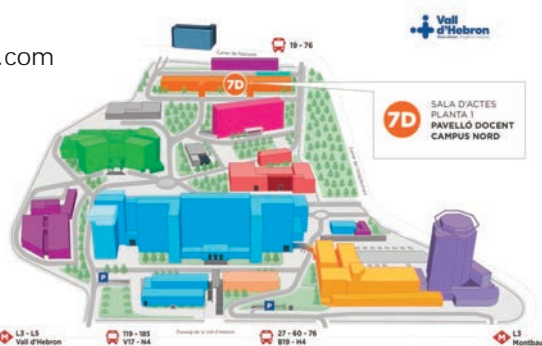 .com
Vall
d'Hebron
19 - 76
7D
7D
SALA D'ACTES
PLANTA 1
PAVELLÓ DOCENT
CAMPUS NORD
P
P
Passeig de la Vall d'Hebron
M L3 - L5
Vall d'Hebron
119 - 185
V17 - N4
27 - 60 - 76
B19 - H4
M L3
Montbau